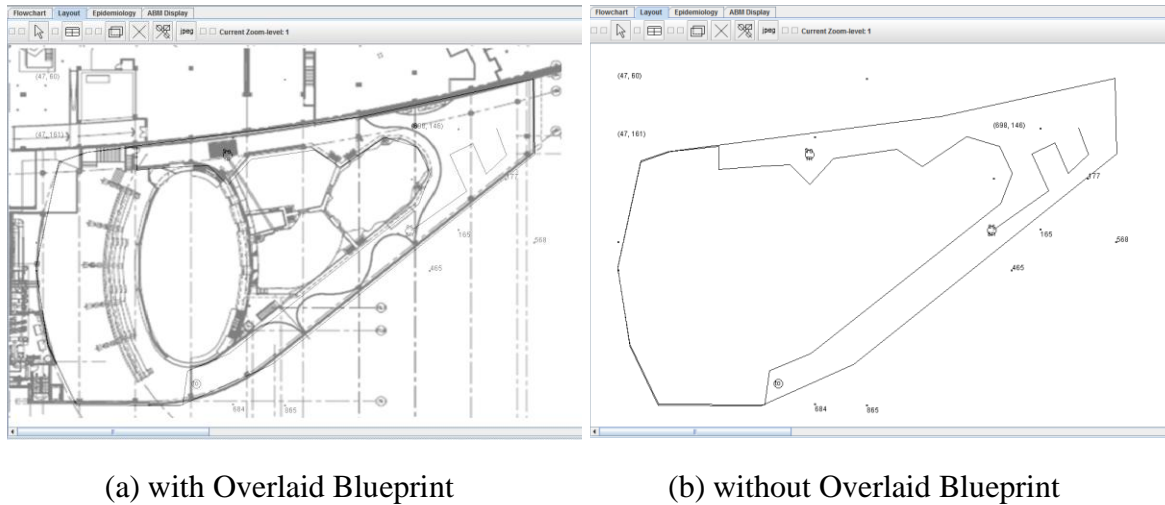 Flowchart Layout Epidemiology ABM Display
jpeg Current Zoom-level: 1
(47, 60)
(47, 161)
(698, 146)
177
165
568
465
684 865
Flowchart Layout Epidemiology ABM Display
jpeg Current Zoom-level: 1
(47, 60)
(47, 161)
(698, 146)
177
165
568
465
684 865
(a) with Overlaid Blueprint
(b) without Overlaid Blueprint